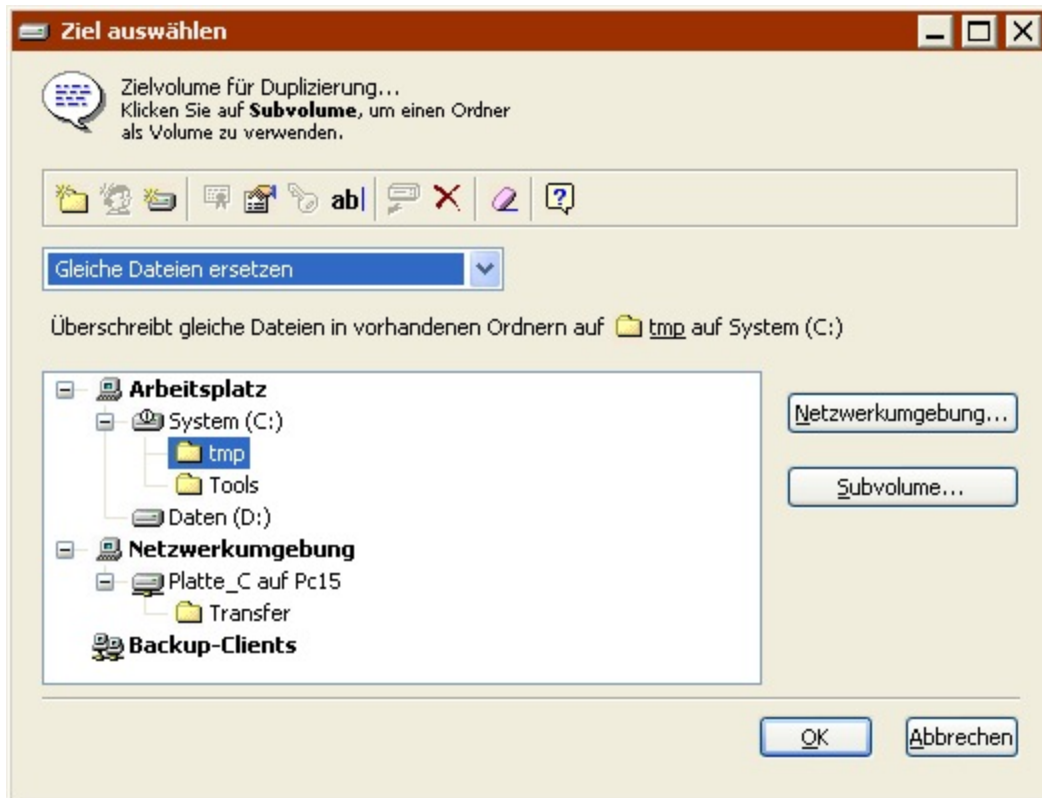 Ziel auswählen
Zielvolume für Duplizierung...
Klicken Sie auf Subvolume, um einen Ordner
als Volume zu verwenden.
ab|
Gleiche Dateien ersetzen
Überschreibt gleiche Dateien in vorhandenen Ordnern auf tmp auf System (C:)
Arbeitsplatz
System (C:)
tmp
Tools
Daten (D:)
Netzwerkumgebung
Platte_C auf Pc15
Transfer
Backup-Clients
Netzwerkumgebung...
Subvolume...
OK
Abbrechen